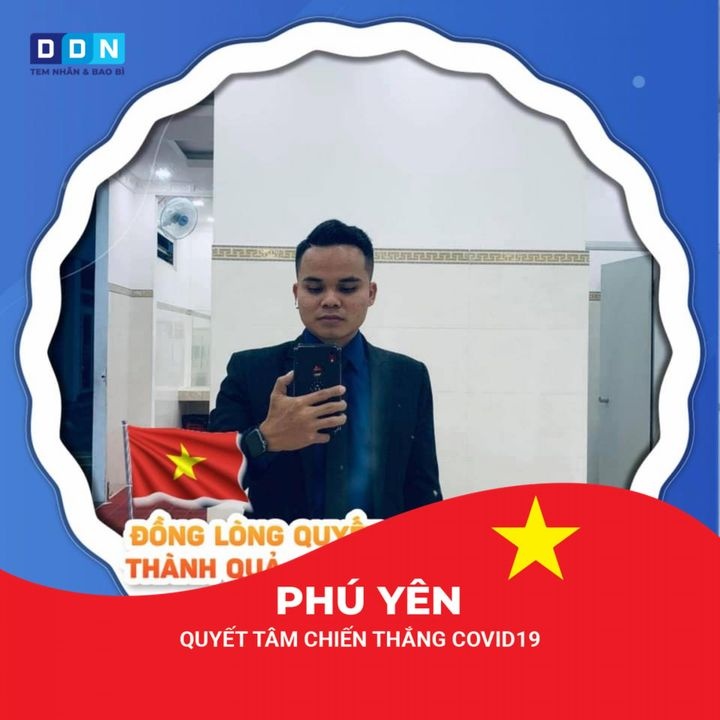 DDN
TEM NHÃN & BAO BÌ
ĐỒNG LÒNG
THÀNH QUẢ
PHÚ YÊN
QUYẾT TÂM CHIẾN THẮNG COVID19